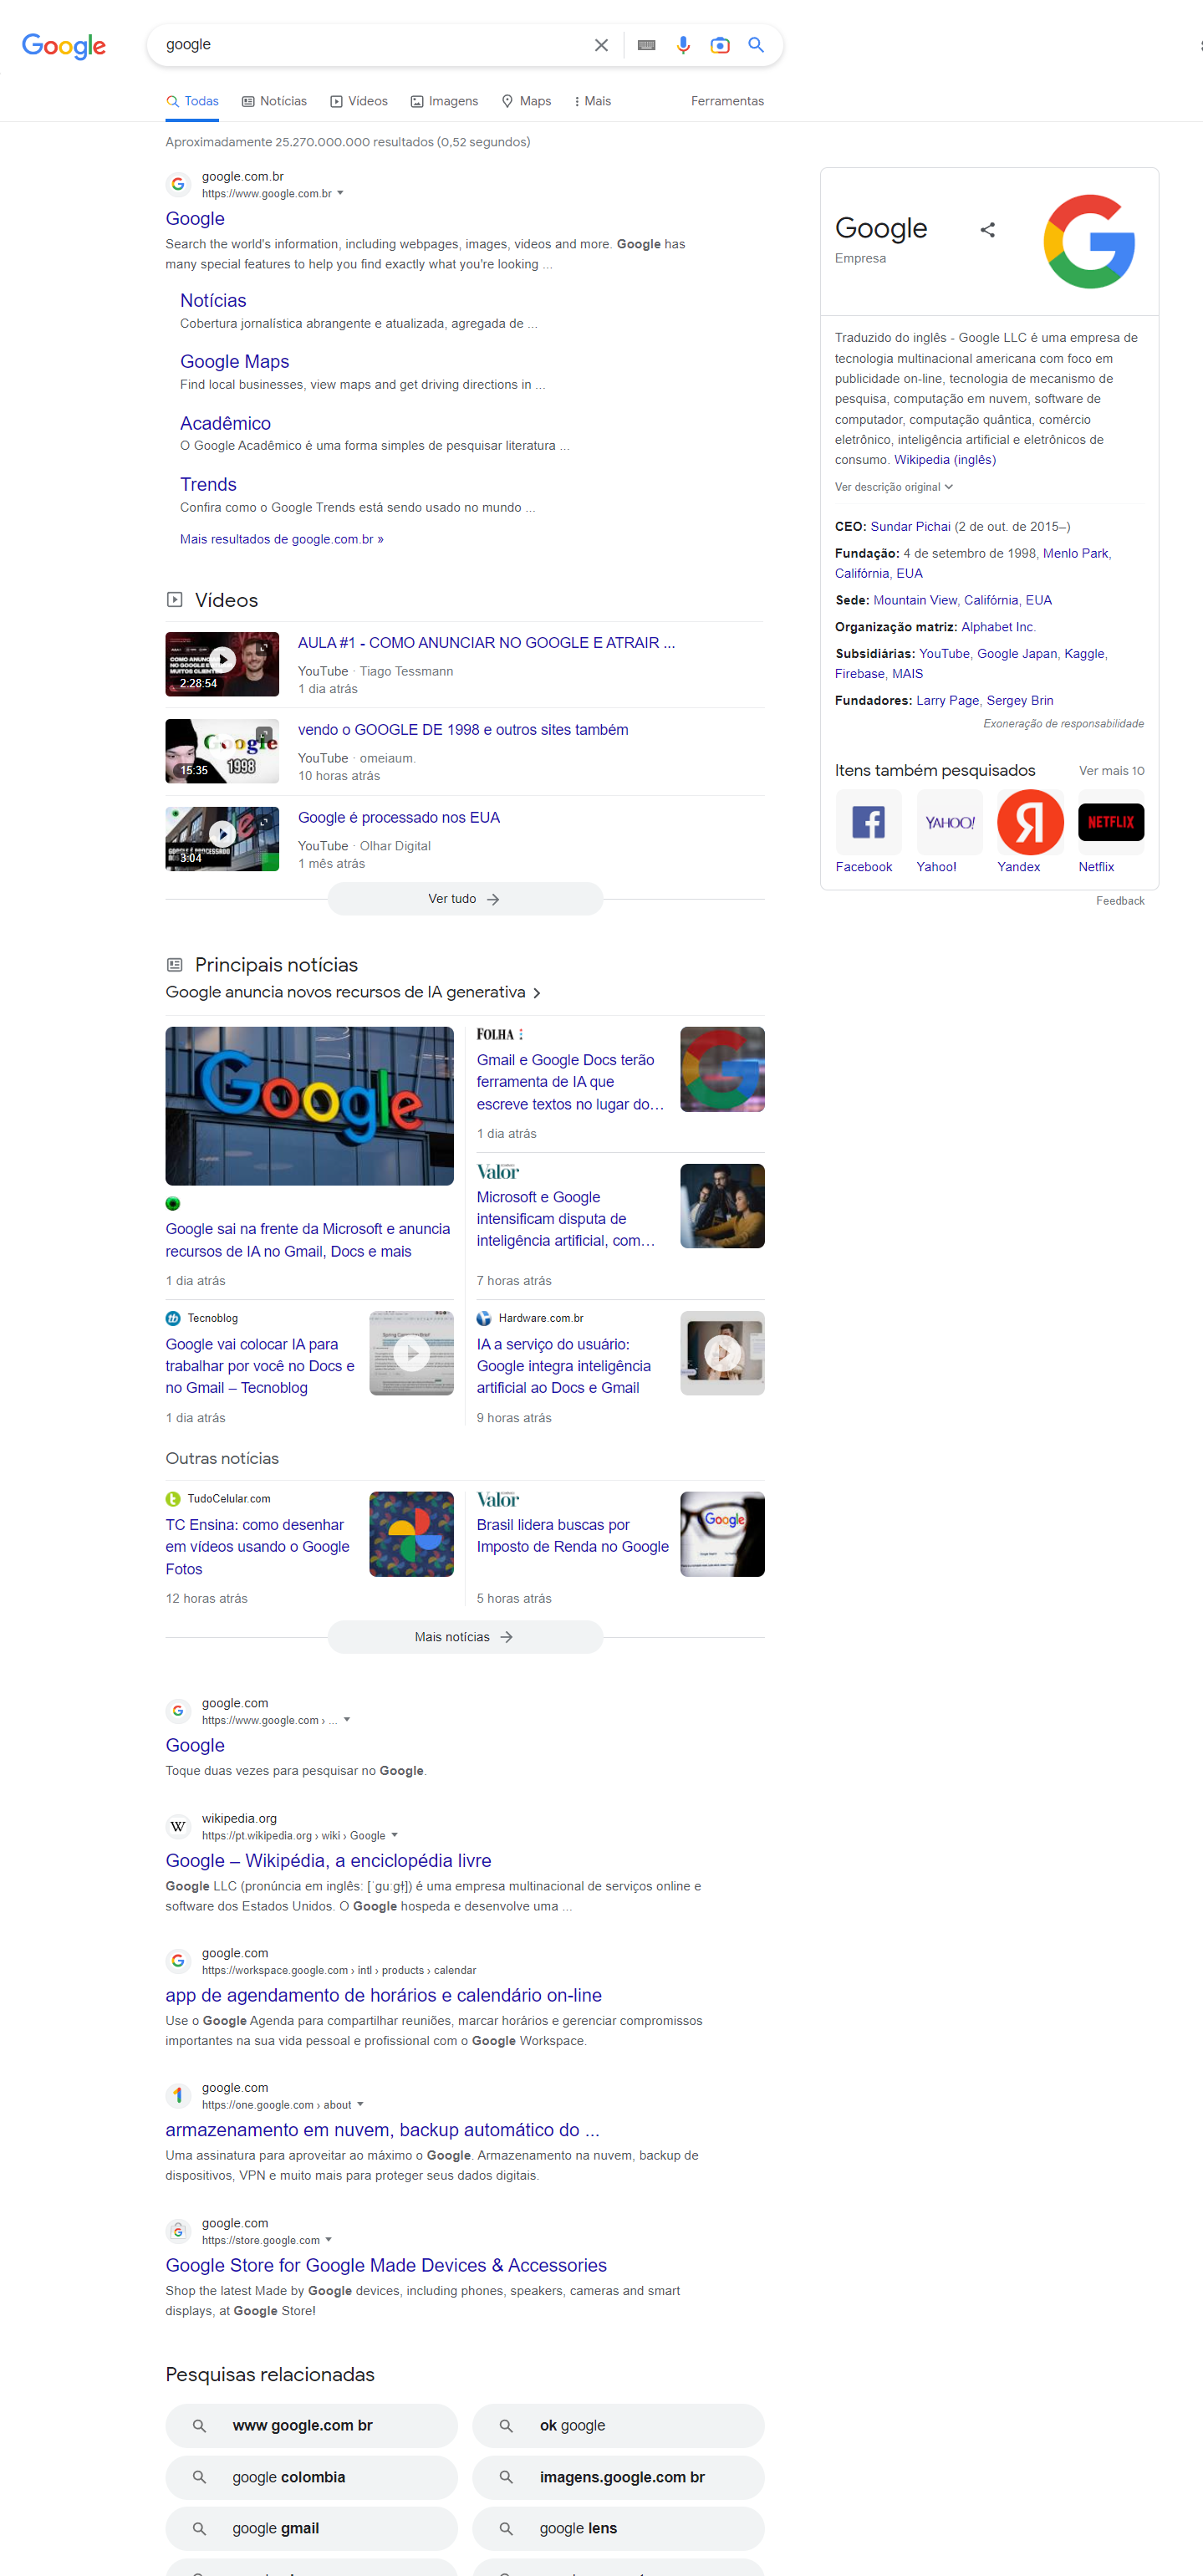 Google
google
Todas
Notícias
Vídeos
Imagens
Maps
Mais
Ferramentas
Aproximadamente 25.270.000.000 resultados (0,52 segundos)
google.com.br
https://www.google.com.br
Google
Search the world's information, including webpages, images, videos and more. Google has
many special features to help you find exactly what you're looking ...
Notícias
Cobertura jornalística abrangente e atualizada, agregada de ...
Google Maps
Find local businesses, view maps and get driving directions in ...
Acadêmico
O Google Acadêmico é uma forma simples de pesquisar literatura ...
Trends
Confira como o Google Trends está sendo usado no mundo ...
Mais resultados de google.com.br »
Vídeos
2:28:54
AULA #1 - COMO ANUNCIAR NO GOOGLE E ATRAIR ...
YouTube · Tiago Tessmann
1 dia atrás
Google
1998
15:35
vendo o GOOGLE DE 1998 e outros sites também
YouTube · omeiaum.
10 horas atrás
3:04
Google é processado nos EUA
YouTube · Olhar Digital
1 mês atrás
Ver tudo
Principais notícias
Google anuncia novos recursos de IA generativa
Google
Google sai na frente da Microsoft e anuncia
recursos de IA no Gmail, Docs e mais
1 dia atrás
FOLHA
Gmail e Google Docs terão
ferramenta de IA que
escreve textos no lugar do…
1 dia atrás
Valor
Microsoft e Google
intensificam disputa de
inteligência artificial, com…
7 horas atrás
Tecnoblog
Google vai colocar IA para
trabalhar por você no Docs e
no Gmail – Tecnoblog
1 dia atrás
Hardware.com.br
IA a serviço do usuário:
Google integra inteligência
artificial ao Docs e Gmail
9 horas atrás
Outras notícias
TudoCelular.com
TC Ensina: como desenhar
em vídeos usando o Google
Fotos
12 horas atrás
Valor
Brasil lidera buscas por
Imposto de Renda no Google
Google
5 horas atrás
Mais notícias
google.com
https://www.google.com › ...
Google
Toque duas vezes para pesquisar no Google.
W
wikipedia.org
https://pt.wikipedia.org › wiki › Google
Google – Wikipédia, a enciclopédia livre
Google LLC (pronúncia em inglês: [ˈguːgɫ̩]) é uma empresa multinacional de serviços online e
software dos Estados Unidos. O Google hospeda e desenvolve uma ...
google.com
https://workspace.google.com › intl › products › calendar
app de agendamento de horários e calendário on-line
Use o Google Agenda para compartilhar reuniões, marcar horários e gerenciar compromissos
importantes na sua vida pessoal e profissional com o Google Workspace.
google.com
https://one.google.com › about
armazenamento em nuvem, backup automático do ...
Uma assinatura para aproveitar ao máximo o Google. Armazenamento na nuvem, backup de
dispositivos, VPN e muito mais para proteger seus dados digitais.
google.com
https://store.google.com
Google Store for Google Made Devices & Accessories
Shop the latest Made by Google devices, including phones, speakers, cameras and smart
displays, at Google Store!
Pesquisas relacionadas
www google.com br
ok google
google colombia
imagens.google.com br
google gmail
google lens
Google
Empresa
Traduzido do inglês - Google LLC é uma empresa de
tecnologia multinacional americana com foco em
publicidade on-line, tecnologia de mecanismo de
pesquisa, computação em nuvem, software de
computador, computação quântica, comércio
eletrônico, inteligência artificial e eletrônicos de
consumo. Wikipedia (inglês)
Ver descrição original
CEO: Sundar Pichai (2 de out. de 2015–)
Fundação: 4 de setembro de 1998, Menlo Park,
Califórnia, EUA
Sede: Mountain View, Califórnia, EUA
Organização matriz: Alphabet Inc.
Subsidiárias: YouTube, Google Japan, Kaggle,
Firebase, MAIS
Fundadores: Larry Page, Sergey Brin
Exoneração de responsabilidade
Itens também pesquisados
Ver mais 10
YAHOO!
NETFLIX
Facebook
Yahoo!
Yandex
Netflix
Feedback